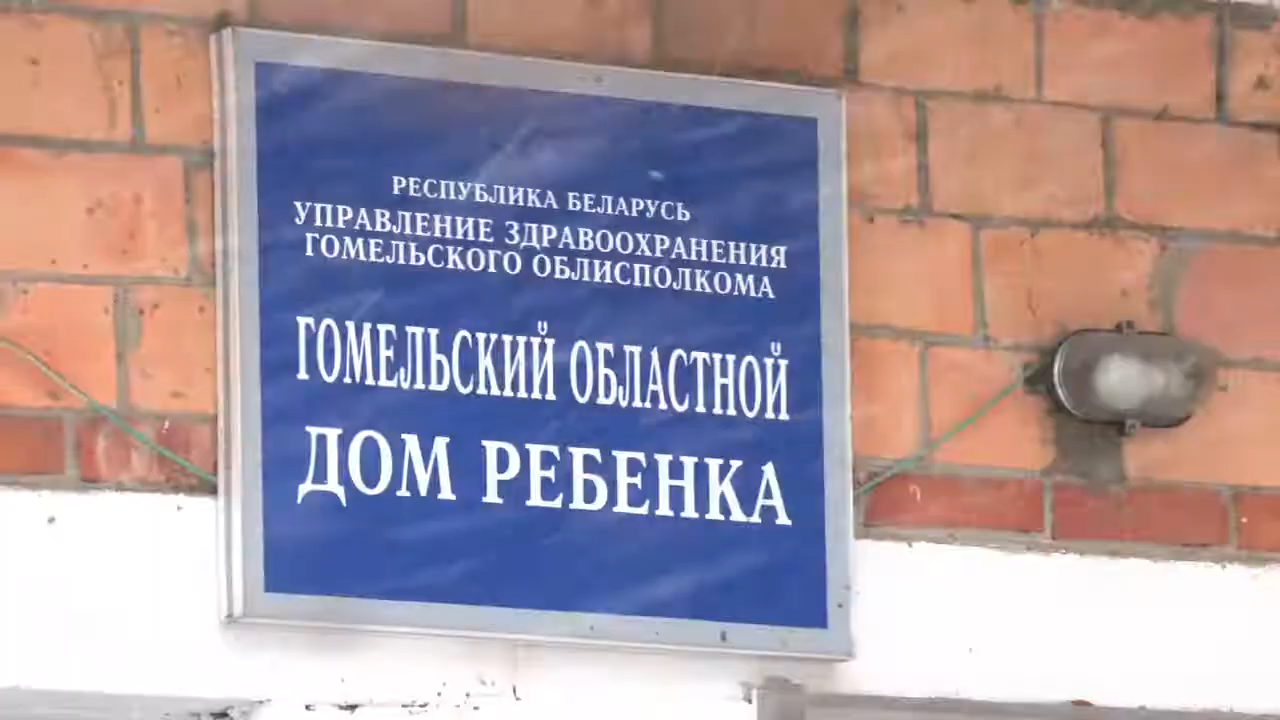 РЕСПУБЛИКА БЕЛАРУСЬ
УПРАВЛЕНИЕ ЗДРАВООХРАНЕНИЯ
ГОМЕЛЬСКОГО ОБЛИСПОЛКОМА
ГОМЕЛЬСКИЙ ОБЛАСТНОЙ
ДОМ РЕБЕНКА